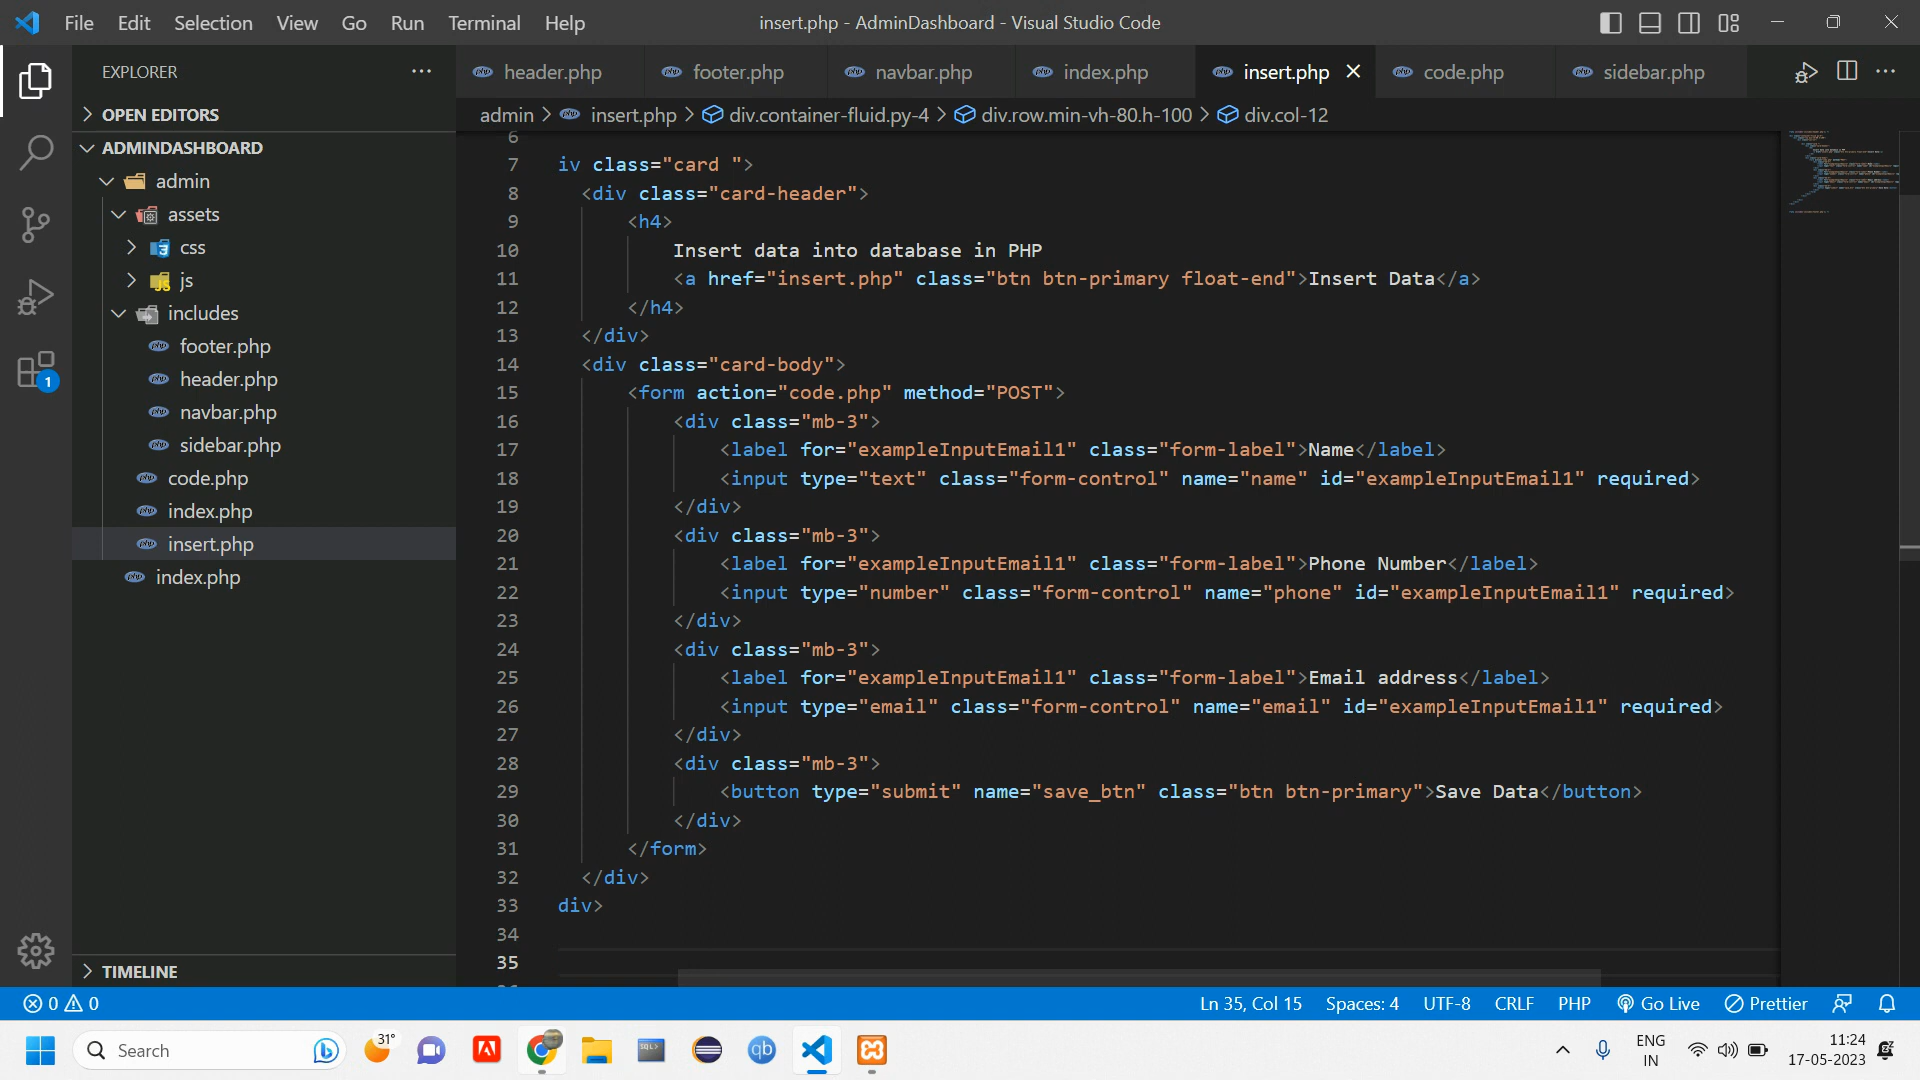 File Edit Selection View Go Run Terminal Help
insert.php - AdminDashboard - Visual Studio Code
EXPLORER
OPEN EDITORS
ADMINDASHBOARD
admin
assets
css
js
includes
footer.php
header.php
navbar.php
sidebar.php
code.php
index.php
insert.php
index.php
1
TIMELINE
header.php footer.php navbar.php index.php insert.php code.php sidebar.php
admin > insert.php > div.container-fluid.py-4 > div.row.min-vh-80.h-100 > div.col-12
6
7 iv class="card ">
8 <div class="card-header">
9 <h4>
10 Insert data into database in PHP
11 <a href="insert.php" class="btn btn-primary float-end">Insert Data</a>
12 </h4>
13 </div>
14 <div class="card-body">
15 <form action="code.php" method="POST">
16 <div class="mb-3">
17 <label for="exampleInputEmail1" class="form-label">Name</label>
18 <input type="text" class="form-control" name="name" id="exampleInputEmail1" required>
19 </div>
20 <div class="mb-3">
21 <label for="exampleInputEmail1" class="form-label">Phone Number</label>
22 <input type="number" class="form-control" name="phone" id="exampleInputEmail1" required>
23 </div>
24 <div class="mb-3">
25 <label for="exampleInputEmail1" class="form-label">Email address</label>
26 <input type="email" class="form-control" name="email" id="exampleInputEmail1" required>
27 </div>
28 <div class="mb-3">
29 <button type="submit" name="save_btn" class="btn btn-primary">Save Data</button>
30 </div>
31 </form>
32 </div>
33 div>
34
35
0 0 Ln 35, Col 15 Spaces: 4 UTF-8 CRLF PHP Go Live Prettier
Search 31° SQL> qb ENG 11:24
IN 17-05-2023